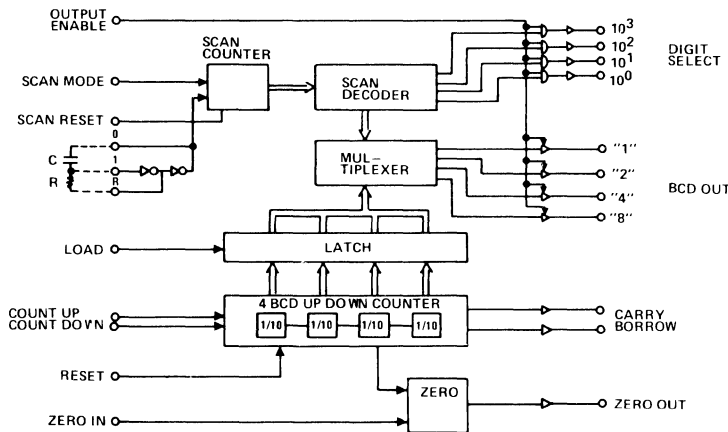 OUTPUT
ENABLE
10³
10²
10¹
10⁰
DIGIT
SELECT
SCAN
COUNTER
SCAN MODE
SCAN
DECODER
SCAN RESET
0
1
R
C
R
MUL–
TIPLEXER
"1"
"2"
"4"
"8"
BCD OUT
LOAD
LATCH
4 BCD UP DOWN COUNTER
1/10 1/10 1/10 1/10
COUNT UP
COUNT DOWN
CARRY
BORROW
RESET
ZERO
ZERO IN
ZERO OUT